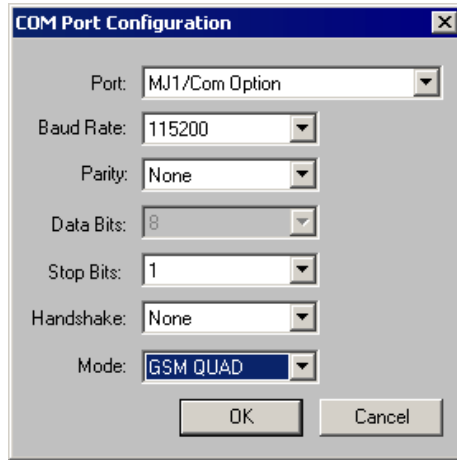 COM Port Configuration
Port: MJ1/Com Option
Baud Rate: 115200
Parity: None
Data Bits: 8
Stop Bits: 1
Handshake: None
Mode: GSM QUAD
OK Cancel